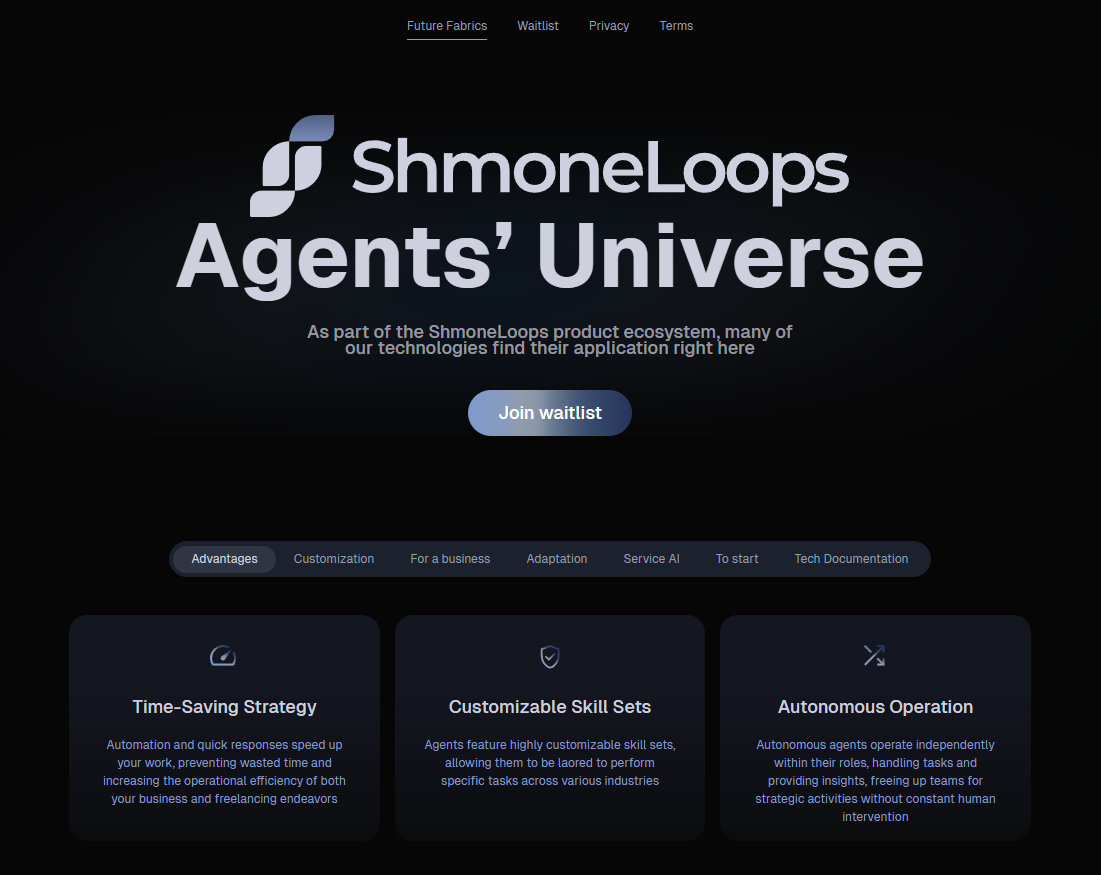 Future Fabrics Waitlist Privacy Terms
ShmoneLoops
Agents’ Universe
As part of the ShmoneLoops product ecosystem, many of
our technologies find their application right here
Join waitlist
Advantages Customization For a business Adaptation Service AI To start Tech Documentation
Time-Saving Strategy
Automation and quick responses speed up
your work, preventing wasted time and
increasing the operational efficiency of both
your business and freelancing endeavors
Customizable Skill Sets
Agents feature highly customizable skill sets,
allowing them to be laored to perform
specific tasks across various industries
Autonomous Operation
Autonomous agents operate independently
within their roles, handling tasks and
providing insights, freeing up teams for
strategic activities without constant human
intervention